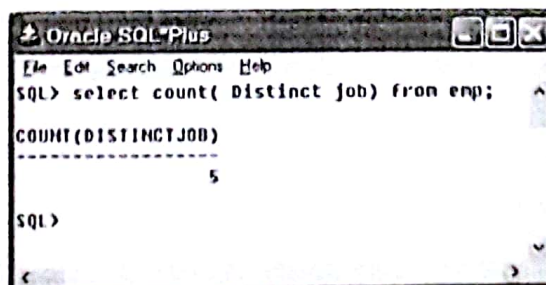 Oracle SQL*Plus
File Edit Search Options Help
SQL> select count( Distinct job) from emp;
COUNT(DISTINCTJOB)
------------------
5
SQL>